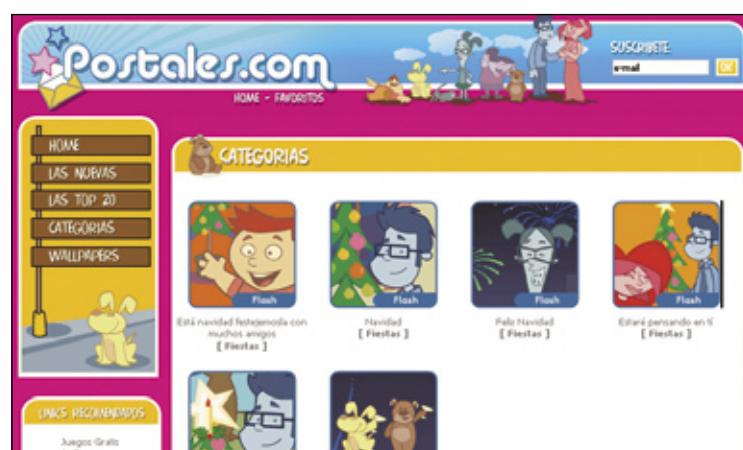 Postales.com
HOME - FAVORITOS
SUSCRIBETE
e-mail
OK
HOME
LAS NUEVAS
LAS TOP 20
CATEGORIAS
WALLPAPERS
CATEGORIAS
Flash
Flash
Flash
Flash
Está navidad festejemosla con
muchos amigos
[ Fiestas ]
Navidad
[ Fiestas ]
Feliz Navidad
[ Fiestas ]
Estaré pensando en tí
[ Fiestas ]
LINKS RECOMENDADOS
Juegos Gratis